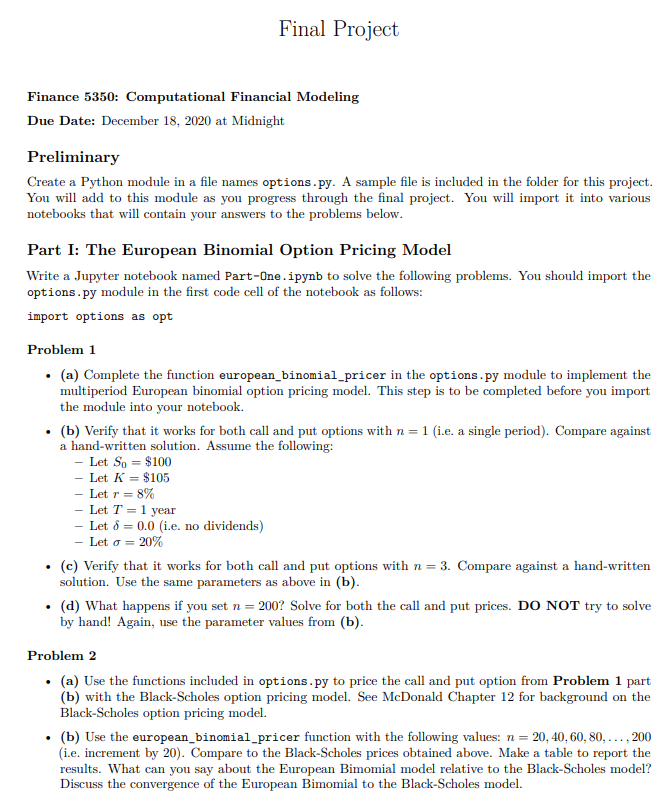 Final Project
Finance 5350: Computational Financial Modeling
Due Date: December 18, 2020 at Midnight
Preliminary
Create a Python module in a file names options.py. A sample file is included in the folder for this project.
You will add to this module as you progress through the final project. You will import it into various
notebooks that will contain your answers to the problems below.
Part I: The European Binomial Option Pricing Model
Write a Jupyter notebook named Part-One.ipynb to solve the following problems. You should import the
options.py module in the first code cell of the notebook as follows:
import options as opt
Problem 1
• (a) Complete the function european_binomial_pricer in the options.py module to implement the
multiperiod European binomial option pricing model. This step is to be completed before you import
the module into your notebook.
• (b) Verify that it works for both call and put options with n = 1 (i.e. a single period). Compare against
a hand-written solution. Assume the following:
– Let S₀ = $100
– Let K = $105
– Let r = 8%
– Let T = 1 year
– Let δ = 0.0 (i.e. no dividends)
– Let σ = 20%
• (c) Verify that it works for both call and put options with n = 3. Compare against a hand-written
solution. Use the same parameters as above in (b).
• (d) What happens if you set n = 200? Solve for both the call and put prices. DO NOT try to solve
by hand! Again, use the parameter values from (b).
Problem 2
• (a) Use the functions included in options.py to price the call and put option from Problem 1 part
(b) with the Black-Scholes option pricing model. See McDonald Chapter 12 for background on the
Black-Scholes option pricing model.
• (b) Use the european_binomial_pricer function with the following values: n = 20, 40, 60, 80, . . . , 200
(i.e. increment by 20). Compare to the Black-Scholes prices obtained above. Make a table to report the
results. What can you say about the European Bimomial model relative to the Black-Scholes model?
Discuss the convergence of the European Bimomial to the Black-Scholes model.